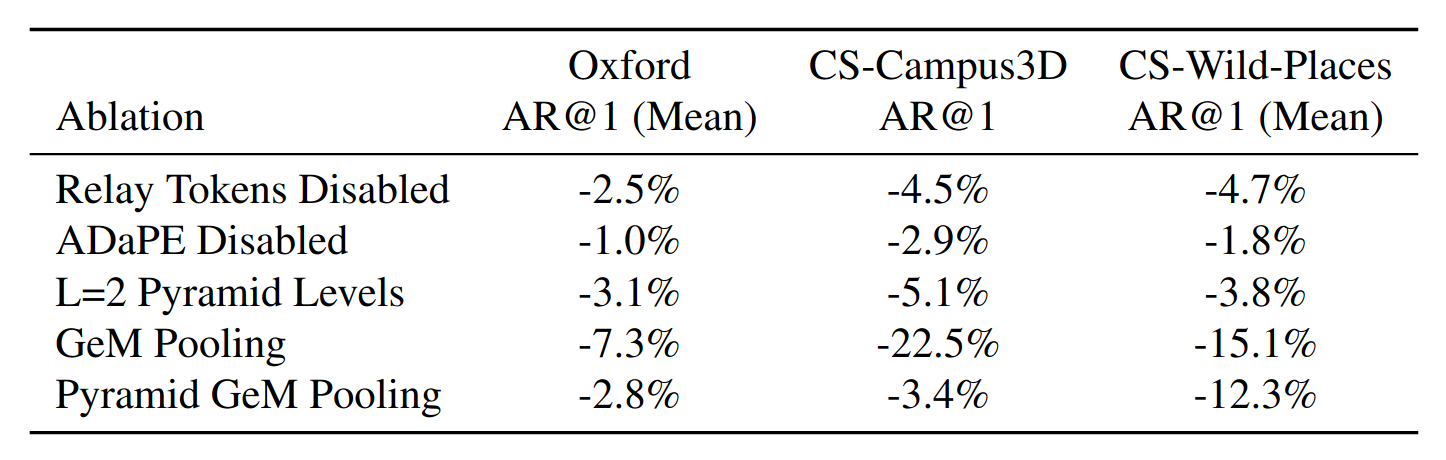 Oxford CS-Campus3D CS-Wild-Places
Ablation AR@1 (Mean) AR@1 AR@1 (Mean)
Relay Tokens Disabled -2.5% -4.5% -4.7%
ADaPE Disabled -1.0% -2.9% -1.8%
L=2 Pyramid Levels -3.1% -5.1% -3.8%
GeM Pooling -7.3% -22.5% -15.1%
Pyramid GeM Pooling -2.8% -3.4% -12.3%